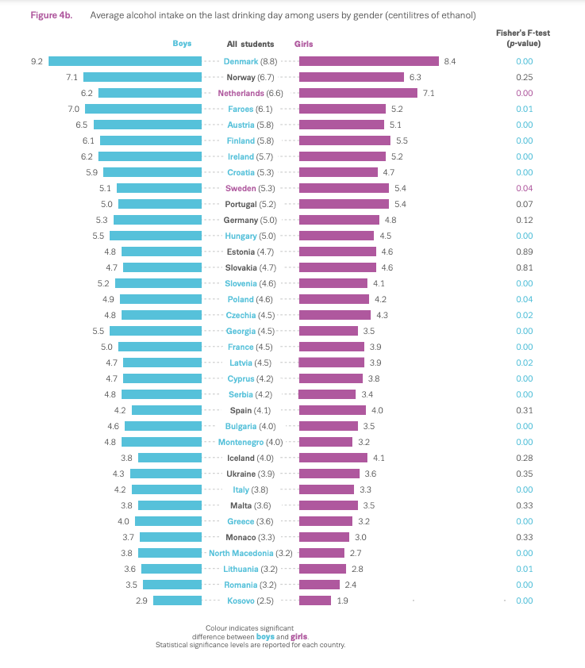 Figure 4b. Average alcohol intake on the last drinking day among users by gender (centilitres of ethanol)
Fisher's F-test
Boys All students Girls (p-value)
9.2 Denmark (8.8) 8.4 0.00
7.1 Norway (6.7) 6.3 0.25
6.2 Netherlands (6.6) 7.1 0.00
7.0 Faroes (6.1) 5.2 0.01
6.5 Austria (5.8) 5.1 0.00
6.1 Finland (5.8) 5.5 0.00
6.2 Ireland (5.7) 5.2 0.00
5.9 Croatia (5.3) 4.7 0.00
5.1 Sweden (5.3) 5.4 0.04
5.0 Portugal (5.2) 5.4 0.07
5.3 Germany (5.0) 4.8 0.12
5.5 Hungary (5.0) 4.5 0.00
4.8 Estonia (4.7) 4.6 0.89
4.7 Slovakia (4.7) 4.6 0.81
5.2 Slovenia (4.6) 4.1 0.00
4.9 Poland (4.6) 4.2 0.04
4.8 Czechia (4.5) 4.3 0.02
5.5 Georgia (4.5) 3.5 0.00
5.0 France (4.5) 3.9 0.00
4.7 Latvia (4.5) 3.9 0.02
4.7 Cyprus (4.2) 3.8 0.00
4.8 Serbia (4.2) 3.4 0.00
4.2 Spain (4.1) 4.0 0.31
4.6 Bulgaria (4.0) 3.5 0.00
4.8 Montenegro (4.0) 3.2 0.00
3.8 Iceland (4.0) 4.1 0.28
4.3 Ukraine (3.9) 3.6 0.35
4.2 Italy (3.8) 3.3 0.00
3.8 Malta (3.6) 3.5 0.33
4.0 Greece (3.6) 3.2 0.00
3.7 Monaco (3.3) 3.0 0.33
3.8 North Macedonia (3.2) 2.7 0.00
3.6 Lithuania (3.2) 2.8 0.01
3.5 Romania (3.2) 2.4 0.00
2.9 Kosovo (2.5) 1.9 0.00
Colour indicates significant
difference between boys and girls.
Statistical significance levels are reported for each country.